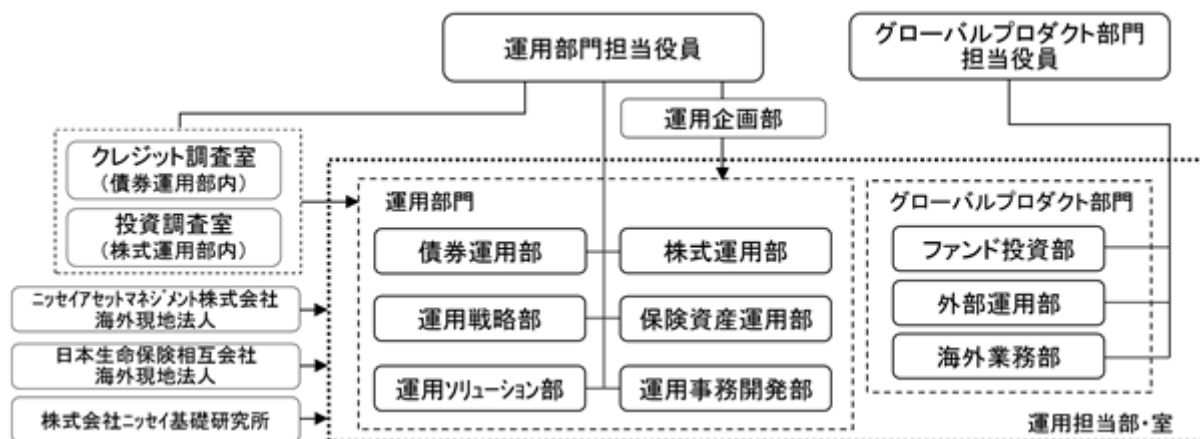 運用部門担当役員
グローバルプロダクト部門
担当役員
運用企画部
クレジット調査室
(債券運用部内)
投資調査室
(株式運用部内)
運用部門
債券運用部
株式運用部
運用戦略部
保険資産運用部
運用ソリューション部
運用事務開発部
グローバルプロダクト部門
ファンド投資部
外部運用部
海外業務部
ニッセイアセットマネジメント株式会社
海外現地法人
日本生命保険相互会社
海外現地法人
株式会社ニッセイ基礎研究所
運用担当部・室